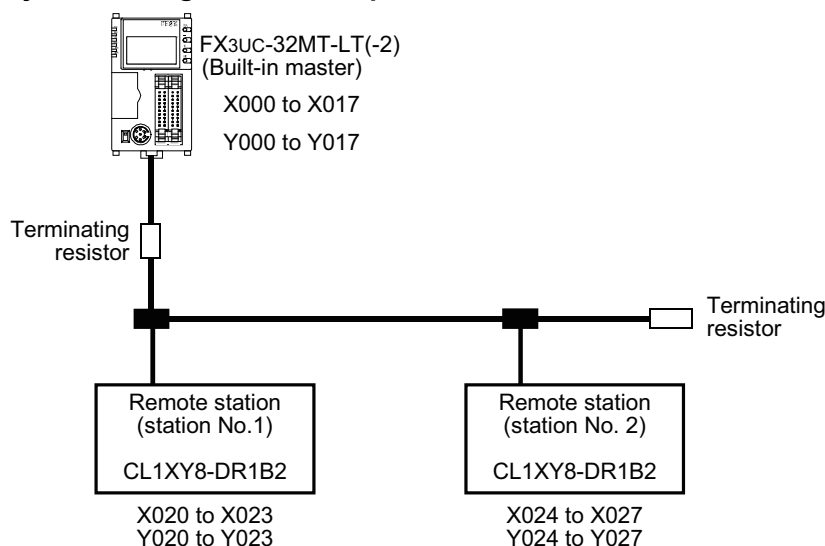 FX3UC-32MT-LT(-2)
(Built-in master)
X000 to X017
Y000 to Y017
Terminating
resistor
Terminating
resistor
Remote station
(station No.1)
CL1XY8-DR1B2
X020 to X023
Y020 to Y023
Remote station
(station No. 2)
CL1XY8-DR1B2
X024 to X027
Y024 to Y027